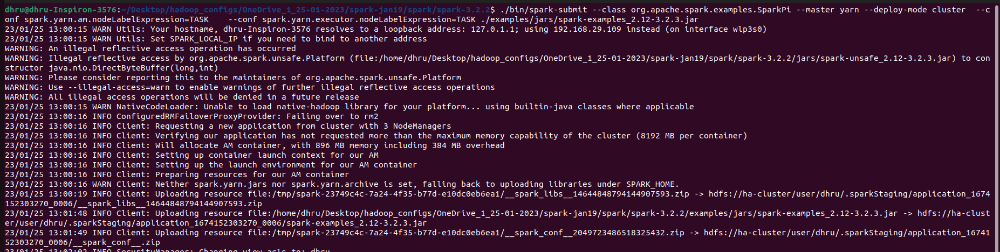 dhru@dhru-Inspiron-3576:~/Desktop/hadoop_configs/OneDrive_1_25-01-2023/spark-jan19/spark/spark-3.2.2$ ./bin/spark-submit --class org.apache.spark.examples.SparkPi --master yarn --deploy-mode cluster  --c
onf spark.yarn.am.nodeLabelExpression=TASK    --conf spark.yarn.executor.nodeLabelExpression=TASK ./examples/jars/spark-examples_2.12-3.2.3.jar
23/01/25 13:00:15 WARN Utils: Your hostname, dhru-Inspiron-3576 resolves to a loopback address: 127.0.1.1; using 192.168.29.109 instead (on interface wlp3s0)
23/01/25 13:00:15 WARN Utils: Set SPARK_LOCAL_IP if you need to bind to another address
WARNING: An illegal reflective access operation has occurred
WARNING: Illegal reflective access by org.apache.spark.unsafe.Platform (file:/home/dhru/Desktop/hadoop_configs/OneDrive_1_25-01-2023/spark-jan19/spark/spark-3.2.2/jars/spark-unsafe_2.12-3.2.3.jar) to con
structor java.nio.DirectByteBuffer(long,int)
WARNING: Please consider reporting this to the maintainers of org.apache.spark.unsafe.Platform
WARNING: Use --illegal-access=warn to enable warnings of further illegal reflective access operations
WARNING: All illegal access operations will be denied in a future release
23/01/25 13:00:15 WARN NativeCodeLoader: Unable to load native-hadoop library for your platform... using builtin-java classes where applicable
23/01/25 13:00:16 INFO ConfiguredRMFailoverProxyProvider: Failing over to rm2
23/01/25 13:00:16 INFO Client: Requesting a new application from cluster with 3 NodeManagers
23/01/25 13:00:16 INFO Client: Verifying our application has not requested more than the maximum memory capability of the cluster (8192 MB per container)
23/01/25 13:00:16 INFO Client: Will allocate AM container, with 896 MB memory including 384 MB overhead
23/01/25 13:00:16 INFO Client: Setting up container launch context for our AM
23/01/25 13:00:16 INFO Client: Setting up the launch environment for our AM container
23/01/25 13:00:16 INFO Client: Preparing resources for our AM container
23/01/25 13:00:16 WARN Client: Neither spark.yarn.jars nor spark.yarn.archive is set, falling back to uploading libraries under SPARK_HOME.
23/01/25 13:00:19 INFO Client: Uploading resource file:/tmp/spark-23749c4c-7a24-4f35-b77d-e10dc0eb6ea1/__spark_libs__14644848794144907593.zip -> hdfs://ha-cluster/user/dhru/.sparkStaging/application_1674
152303270_0006/__spark_libs__14644848794144907593.zip
23/01/25 13:01:48 INFO Client: Uploading resource file:/home/dhru/Desktop/hadoop_configs/OneDrive_1_25-01-2023/spark-jan19/spark/spark-3.2.2/examples/jars/spark-examples_2.12-3.2.3.jar -> hdfs://ha-clust
er/user/dhru/.sparkStaging/application_1674152303270_0006/spark-examples_2.12-3.2.3.jar
23/01/25 13:01:49 INFO Client: Uploading resource file:/tmp/spark-23749c4c-7a24-4f35-b77d-e10dc0eb6ea1/__spark_conf__2049723486518325432.zip -> hdfs://ha-cluster/user/dhru/.sparkStaging/application_16741
52303270_0006/__spark_conf__.zip
23/01/25 13:02:02 INFO SecurityManager: Changing view acls to: dhru